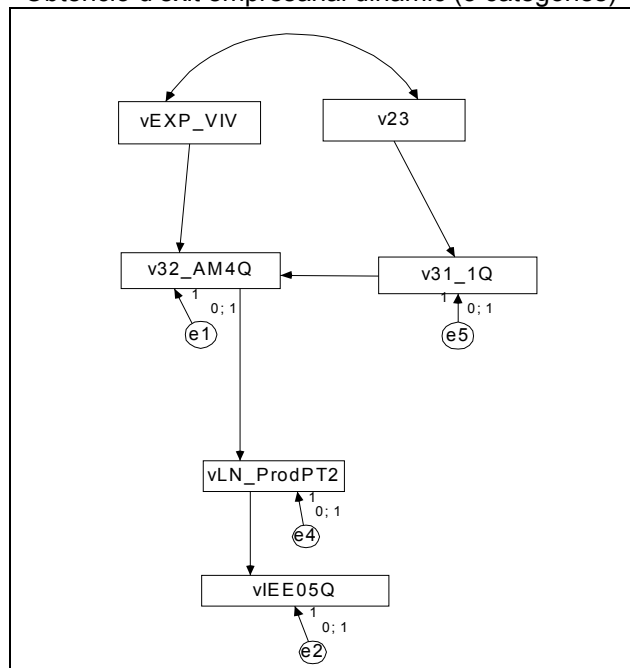 Obtenció d'èxit empresarial dinàmic (5 categories)
vEXP_VIV
v23
v32_AM4Q
v31_1Q
1
0; 1
e1
1
0; 1
e5
vLN_ProdPT2
1
0; 1
e4
vIEE05Q
1
0; 1
e2